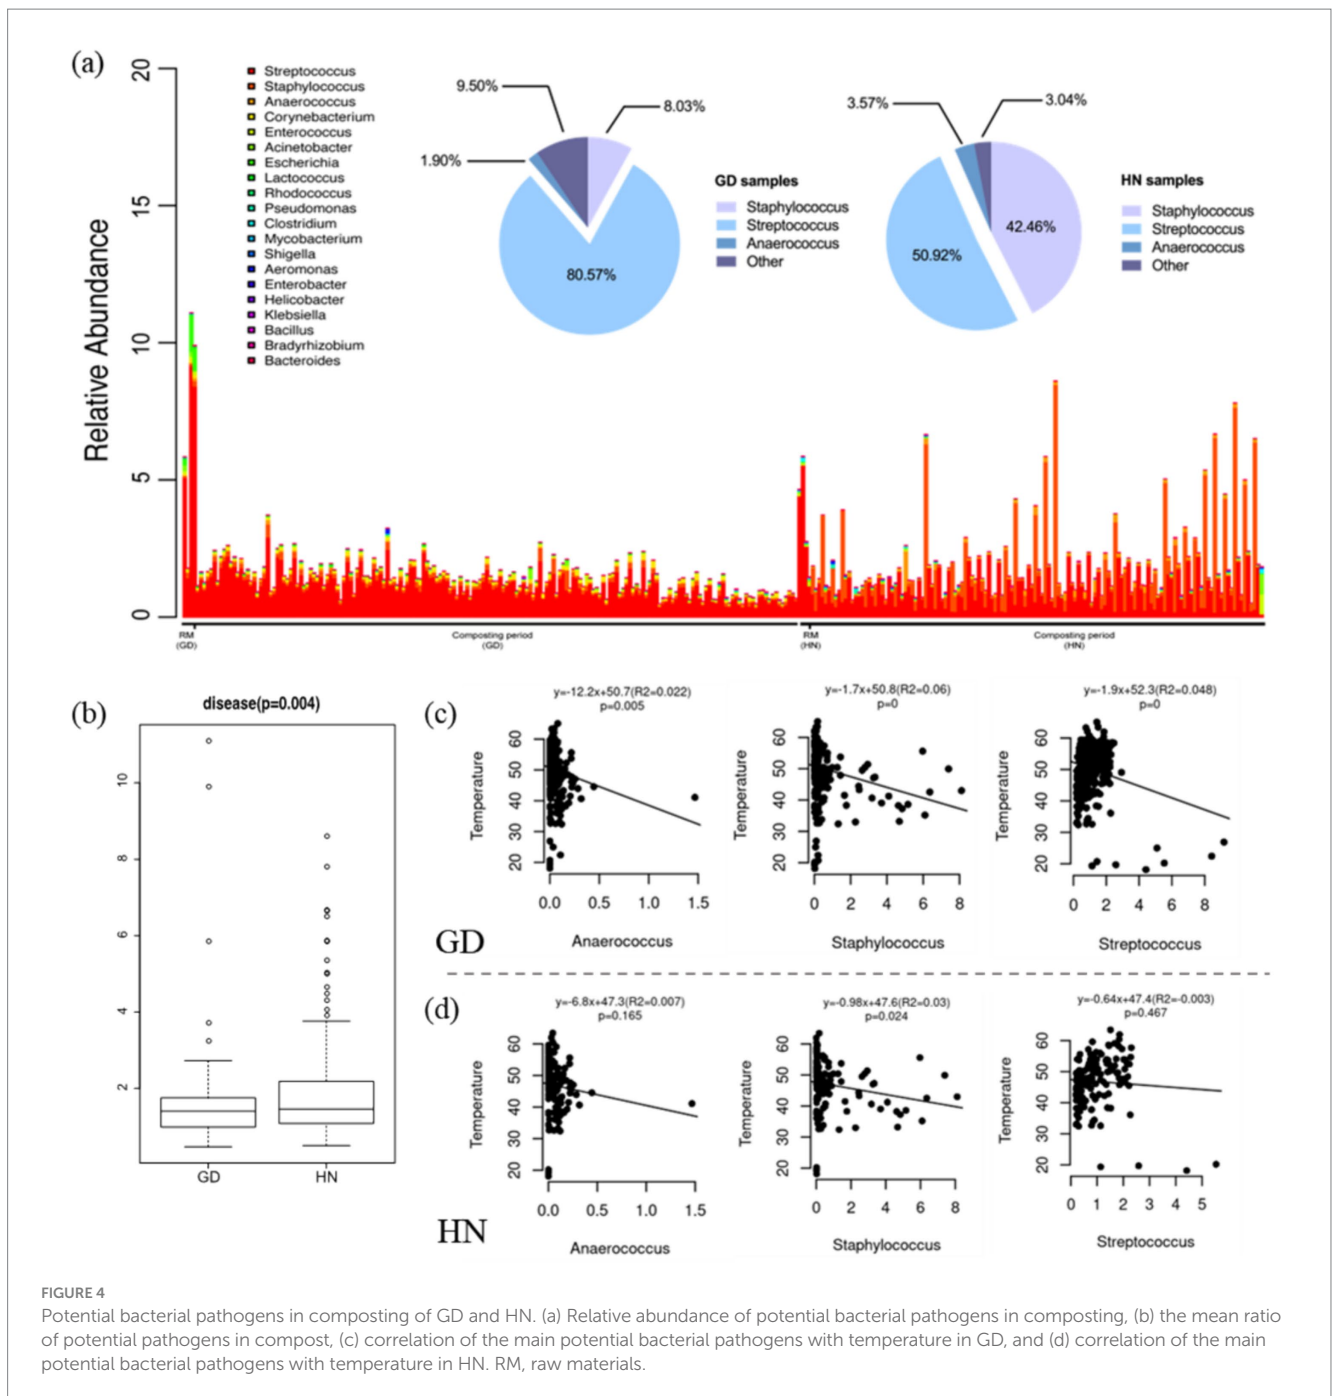 (a)
Relative Abundance
20
15
10
5
0
Streptococcus
Staphylococcus
Anaerococcus
Corynebacterium
Enterococcus
Acinetobacter
Escherichia
Lactococcus
Rhodococcus
Pseudomonas
Clostridium
Mycobacterium
Shigella
Aeromonas
Enterobacter
Helicobacter
Klebsiella
Bacillus
Bradyrhizobium
Bacteroides
9.50%
8.03%
1.90%
80.57%
GD samples
Staphylococcus
Streptococcus
Anaerococcus
Other
3.57%
3.04%
42.46%
50.92%
HN samples
Staphylococcus
Streptococcus
Anaerococcus
Other
RM
(GD)
Composting period
(GD)
RM
(HN)
Composting period
(HN)
(b)
disease(p=0.004)
10
8
6
4
2
GD HN
(c)
y=-12.2x+50.7(R2=0.022)
p=0.005
Temperature
60
50
40
30
20
0.0 0.5 1.0 1.5
Anaerococcus
y=-1.7x+50.8(R2=0.06)
p=0
Temperature
60
50
40
30
20
0 2 4 6 8
Staphylococcus
y=-1.9x+52.3(R2=0.048)
p=0
Temperature
60
50
40
30
20
0 2 4 6 8
Streptococcus
GD
(d)
y=-6.8x+47.3(R2=0.007)
p=0.165
Temperature
60
50
40
30
20
0.0 0.5 1.0 1.5
Anaerococcus
y=-0.98x+47.6(R2=0.03)
p=0.024
Temperature
60
50
40
30
20
0 2 4 6 8
Staphylococcus
y=-0.64x+47.4(R2=-0.003)
p=0.467
Temperature
60
50
40
30
20
0 1 2 3 4 5
Streptococcus
HN
FIGURE 4
Potential bacterial pathogens in composting of GD and HN. (a) Relative abundance of potential bacterial pathogens in composting, (b) the mean ratio
of potential pathogens in compost, (c) correlation of the main potential bacterial pathogens with temperature in GD, and (d) correlation of the main
potential bacterial pathogens with temperature in HN. RM, raw materials.